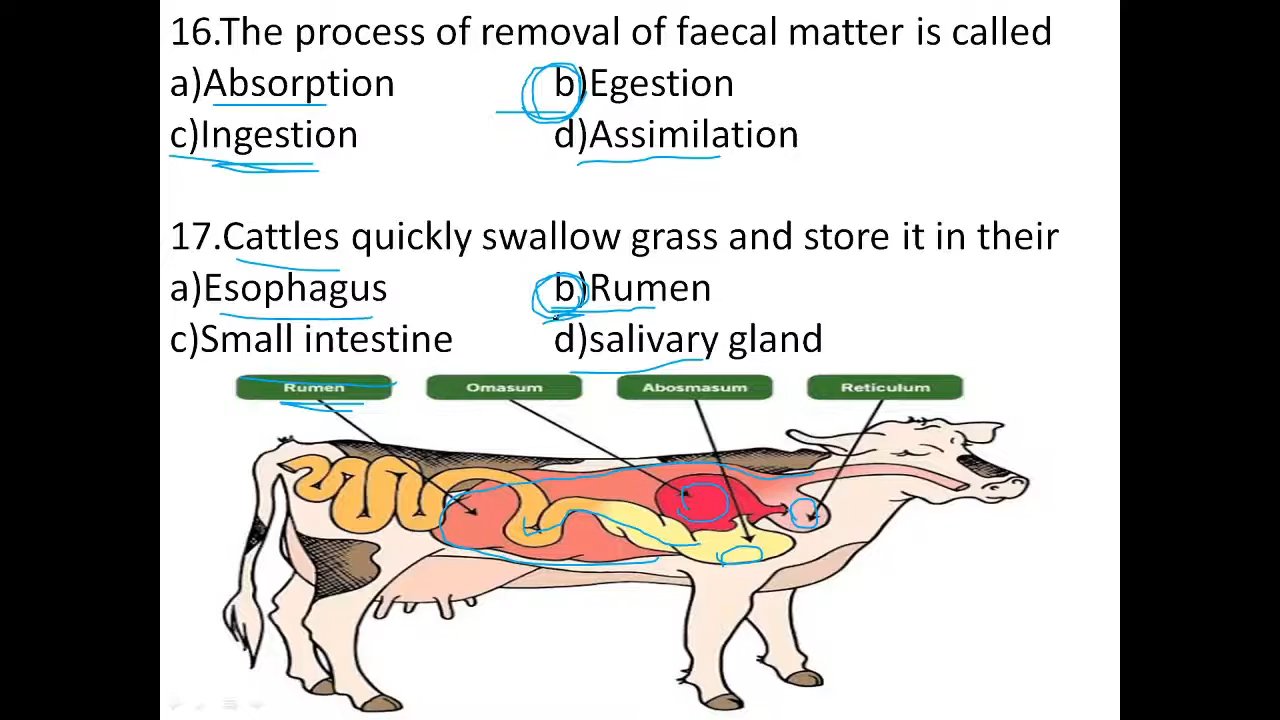 16.The process of removal of faecal matter is called
a)Absorption b)Egestion
c)Ingestion d)Assimilation
17.Cattles quickly swallow grass and store it in their
a)Esophagus b)Rumen
c)Small intestine d)salivary gland
Rumen Omasum Abosmasum Reticulum